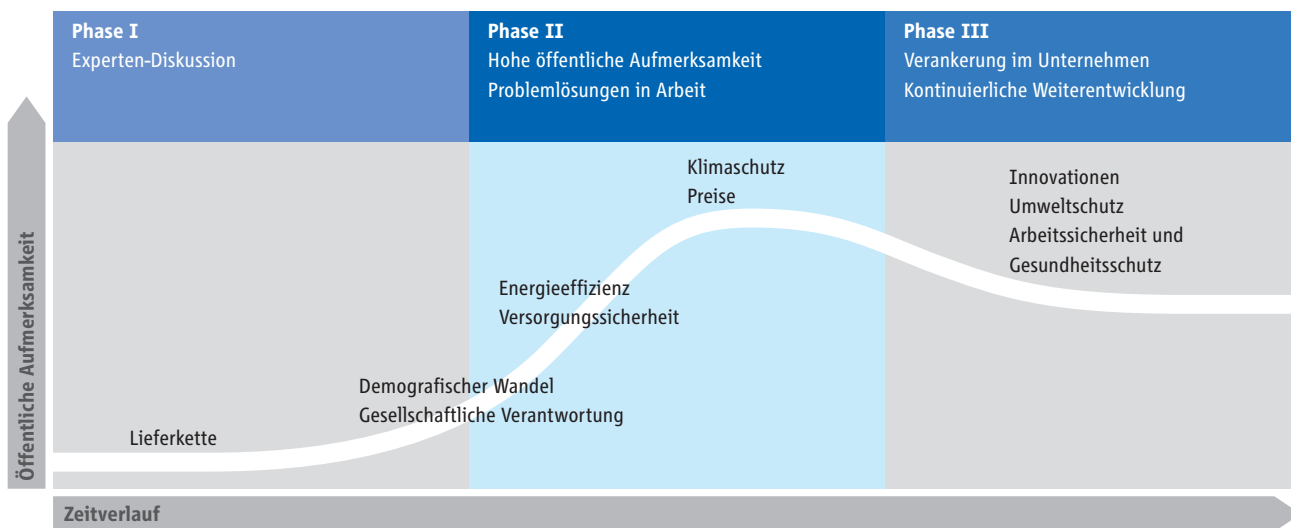 Phase I
Experten-Diskussion
Phase II
Hohe öffentliche Aufmerksamkeit
Problemlösungen in Arbeit
Phase III
Verankerung im Unternehmen
Kontinuierliche Weiterentwicklung
Öffentliche Aufmerksamkeit
Klimaschutz
Preise
Innovationen
Umweltschutz
Arbeitssicherheit und
Gesundheitsschutz
Energieeffizienz
Versorgungssicherheit
Demografischer Wandel
Gesellschaftliche Verantwortung
Lieferkette
Zeitverlauf